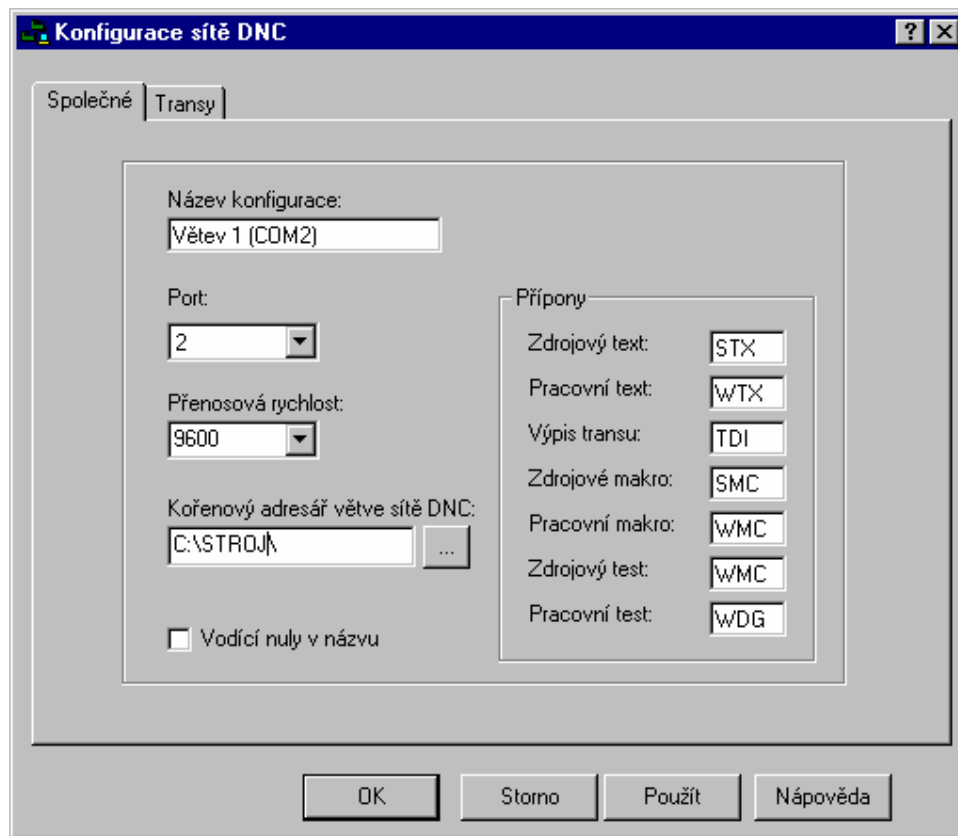 Konfigurace sítě DNC
Společné
Transy
Název konfigurace:
Větev 1 (COM2)
Port:
2
Přenosová rychlost:
9600
Kořenový adresář větve sítě DNC:
C:\STROJ\
...
Vodící nuly v názvu
Přípony
Zdrojový text: STX
Pracovní text: WTX
Výpis transu: TDI
Zdrojové makro: SMC
Pracovní makro: WMC
Zdrojový test: WMC
Pracovní test: WDG
OK
Storno
Použít
Nápověda